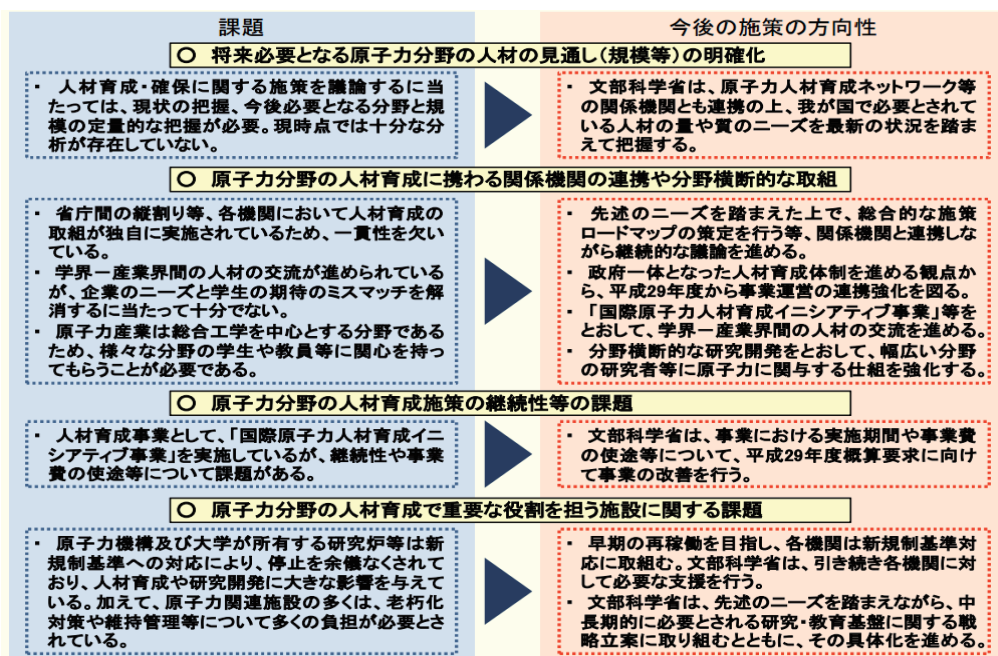 課題
今後の施策の方向性
○ 将来必要となる原子力分野の人材の見通し(規模等)の明確化
・ 人材育成・確保に関する施策を議論するに当
たっては、現状の把握、今後必要となる分野と規
模の定量的な把握が必要。現時点では十分な分
析が存在していない。
・ 文部科学省は、原子力人材育成ネットワーク等
の関係機関とも連携の上、我が国で必要とされて
いる人材の量や質のニーズを最新の状況を踏ま
えて把握する。
○ 原子力分野の人材育成に携わる関係機関の連携や分野横断的な取組
・ 省庁間の縦割り等、各機関において人材育成の
取組が独自に実施されているため、一貫性を欠い
ている。
・ 学界－産業界間の人材の交流が進められている
が、企業のニーズと学生の期待のミスマッチを解
消するに当たって十分でない。
・ 原子力産業は総合工学を中心とする分野である
ため、様々な分野の学生や教員等に関心を持っ
てもらうことが必要である。
・ 先述のニーズを踏まえた上で、総合的な施策
ロードマップの策定を行う等、関係機関と連携しな
がら継続的な議論を進める。
・ 政府一体となった人材育成体制を進める観点か
ら、平成29年度から事業運営の連携強化を図る。
・ 「国際原子力人材育成イニシアティブ事業」等を
とおして、学界－産業界間の人材の交流を進める。
・ 分野横断的な研究開発をとおして、幅広い分野
の研究者等に原子力に関与する仕組を強化する。
○ 原子力分野の人材育成施策の継続性等の課題
・ 人材育成事業として、「国際原子力人材育成イニ
シアティブ事業」を実施しているが、継続性や事業
費の使途等について課題がある。
・ 文部科学省は、事業における実施期間や事業費
の使途等について、平成29年度概算要求に向け
て事業の改善を行う。
○ 原子力分野の人材育成で重要な役割を担う施設に関する課題
・ 原子力機構及び大学が所有する研究炉等は新
規制基準への対応により、停止を余儀なくされて
おり、人材育成や研究開発に大きな影響を与えて
いる。加えて、原子力関連施設の多くは、老朽化
対策や維持管理等について多くの負担が必要とさ
れている。
・ 早期の再稼働を目指し、各機関は新規制基準対
応に取組む。文部科学省は、引き続き各機関に対
して必要な支援を行う。
・ 文部科学省は、先述のニーズを踏まえながら、中
長期的に必要とされる研究・教育基盤に関する戦
略立案に取り組むとともに、その具体化を進める。